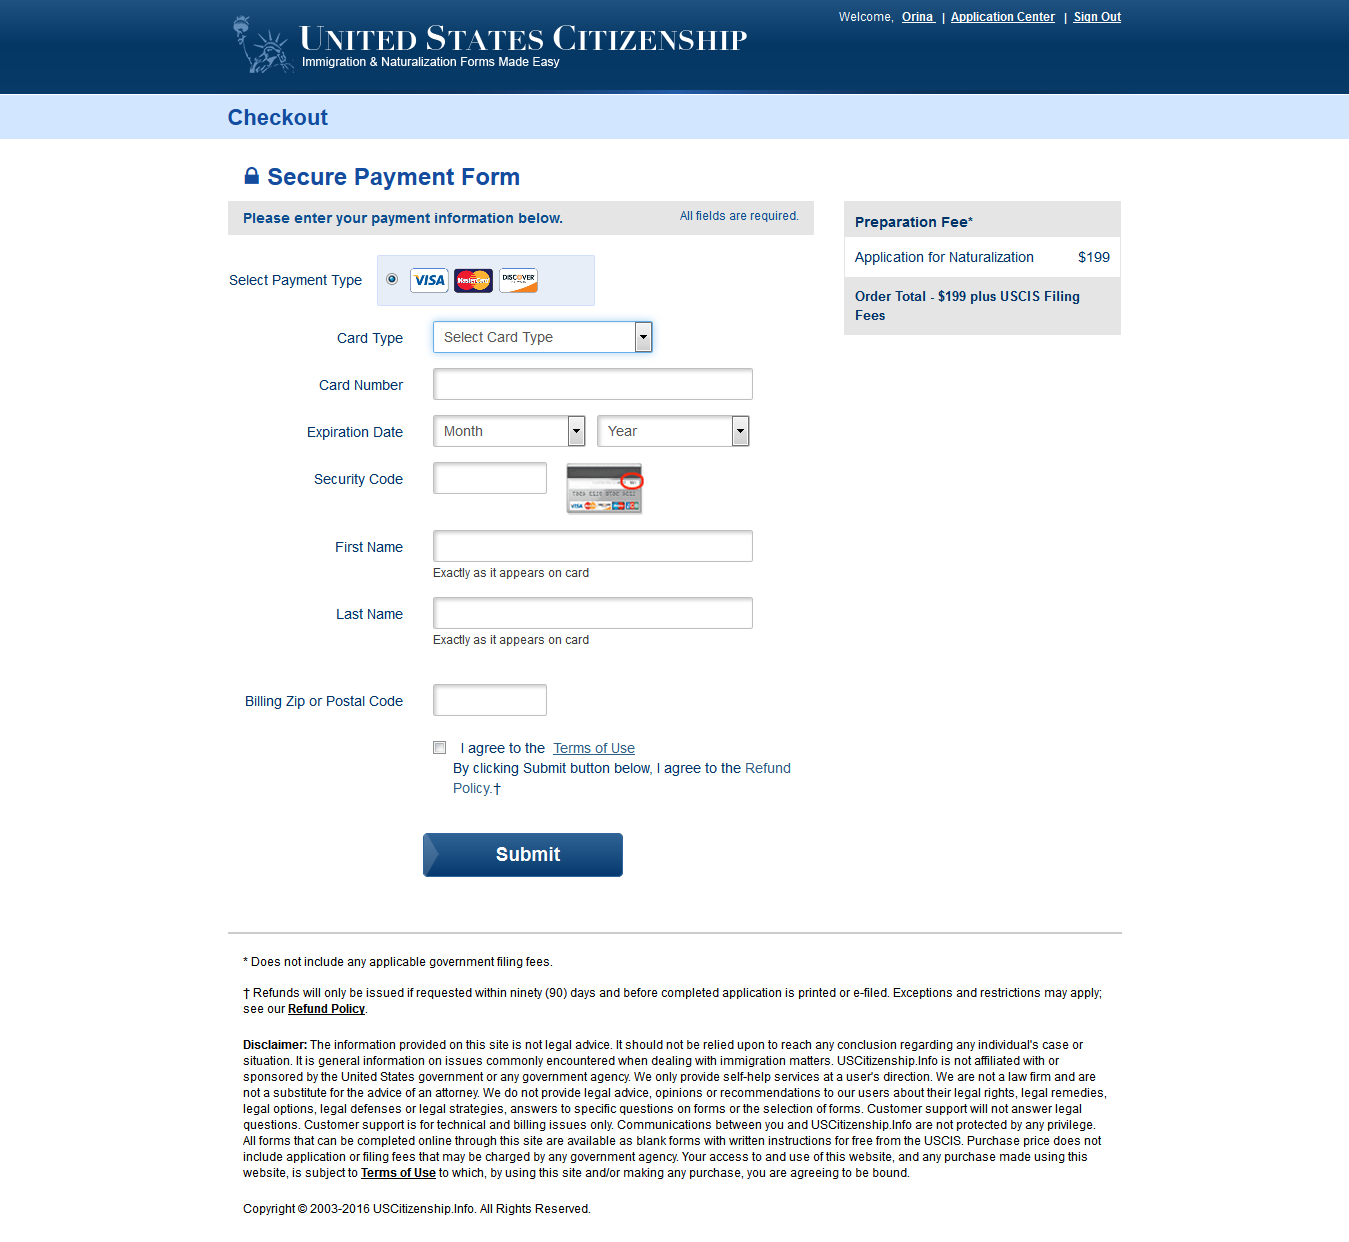 Welcome, Orina | Application Center | Sign Out
UNITED STATES CITIZENSHIP
Immigration & Naturalization Forms Made Easy
Checkout
Secure Payment Form
Please enter your payment information below. All fields are required.
Preparation Fee*
Application for Naturalization $199
Order Total - $199 plus USCIS Filing
Fees
Select Payment Type VISA MasterCard DISCOVER
Card Type Select Card Type
Card Number
Expiration Date Month Year
Security Code
VISA
First Name
Exactly as it appears on card
Last Name
Exactly as it appears on card
Billing Zip or Postal Code
I agree to the Terms of Use
By clicking Submit button below, I agree to the Refund
Policy.†
Submit
* Does not include any applicable government filing fees.
† Refunds will only be issued if requested within ninety (90) days and before completed application is printed or e-filed. Exceptions and restrictions may apply;
see our Refund Policy.
Disclaimer: The information provided on this site is not legal advice. It should not be relied upon to reach any conclusion regarding any individual's case or
situation. It is general information on issues commonly encountered when dealing with immigration matters. USCitizenship.Info is not affiliated with or
sponsored by the United States government or any government agency. We only provide self-help services at a user's direction. We are not a law firm and are
not a substitute for the advice of an attorney. We do not provide legal advice, opinions or recommendations to our users about their legal rights, legal remedies,
legal options, legal defenses or legal strategies, answers to specific questions on forms or the selection of forms. Customer support will not answer legal
questions. Customer support is for technical and billing issues only. Communications between you and USCitizenship.Info are not protected by any privilege.
All forms that can be completed online through this site are available as blank forms with written instructions for free from the USCIS. Purchase price does not
include application or filing fees that may be charged by any government agency. Your access to and use of this website, and any purchase made using this
website, is subject to Terms of Use to which, by using this site and/or making any purchase, you are agreeing to be bound.
Copyright © 2003-2016 USCitizenship.Info. All Rights Reserved.